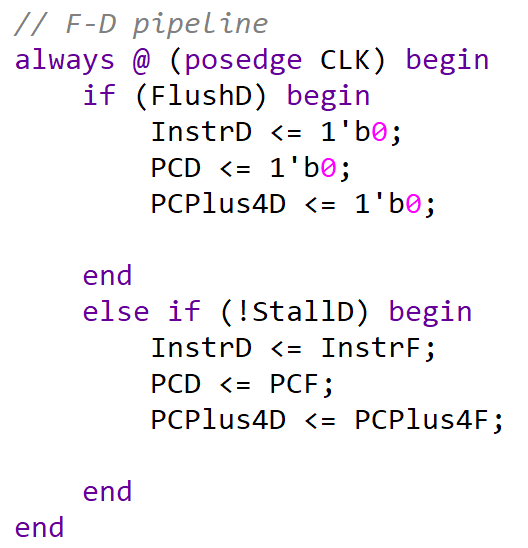 // F-D pipeline
always @ (posedge CLK) begin
    if (FlushD) begin
        InstrD <= 1'b0;
        PCD <= 1'b0;
        PCPlus4D <= 1'b0;

    end
    else if (!StallD) begin
        InstrD <= InstrF;
        PCD <= PCF;
        PCPlus4D <= PCPlus4F;

    end
end